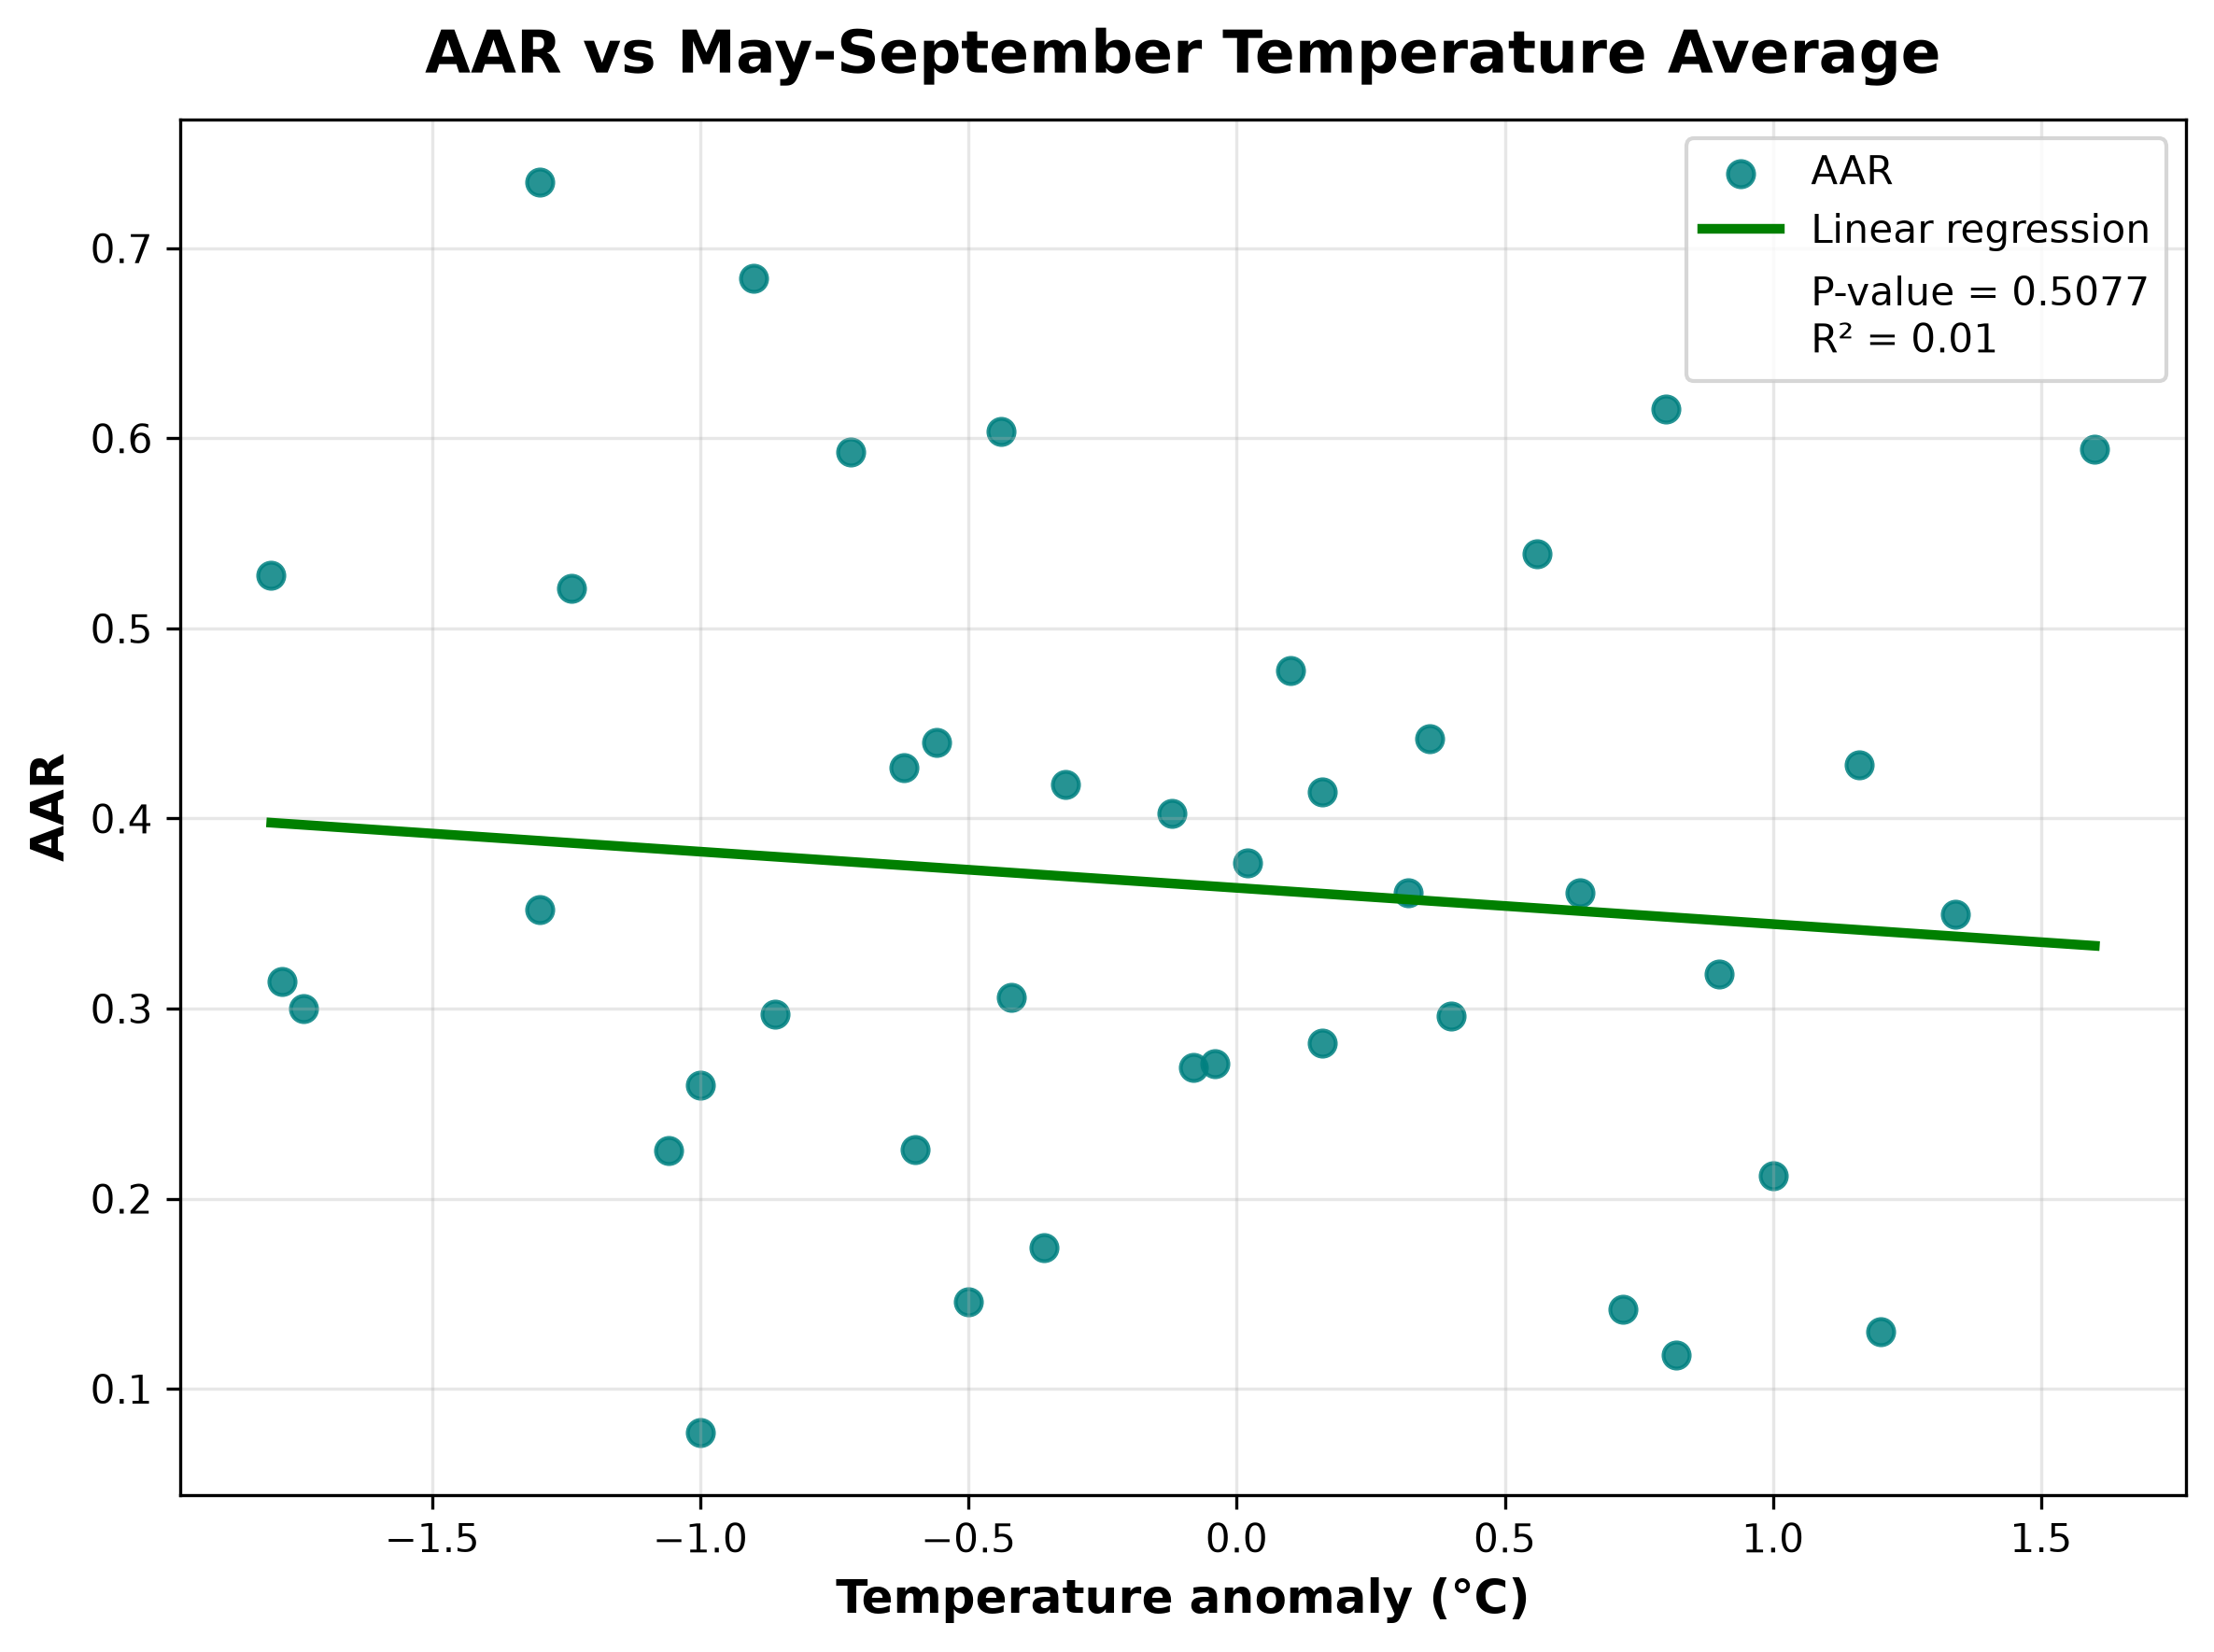 AAR vs May-September Temperature Average
AAR
Linear regression
P-value = 0.5077
R² = 0.01
AAR
0.7
0.6
0.5
0.4
0.3
0.2
0.1
−1.5 −1.0 −0.5 0.0 0.5 1.0 1.5
Temperature anomaly (°C)